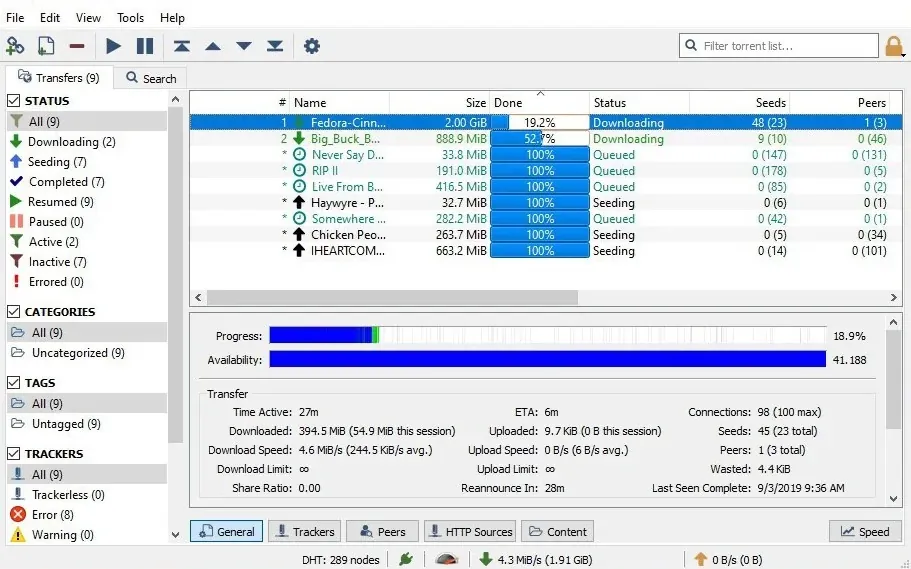 File Edit View Tools Help
Filter torrent list...
Transfers (9) Search
STATUS
All (9)
Downloading (2)
Seeding (7)
Completed (7)
Resumed (9)
Paused (0)
Active (2)
Inactive (7)
Errored (0)
CATEGORIES
All (9)
Uncategorized (9)
TAGS
All (9)
Untagged (9)
TRACKERS
All (9)
Trackerless (0)
Error (8)
Warning (0)
# Name Size Done Status Seeds Peers
1 Fedora-Cinn... 2.00 GiB 19.2% Downloading 48 (23) 1 (3)
2 Big_Buck_B... 888.9 MiB 52.7% Downloading 9 (10) 0 (46)
* Never Say D... 33.8 MiB 100% Queued 0 (147) 0 (131)
* RIP II 191.0 MiB 100% Queued 0 (178) 0 (5)
* Live From B... 416.5 MiB 100% Queued 0 (85) 0 (2)
* Haywyre - P... 32.7 MiB 100% Seeding 0 (6) 0 (1)
* Somewhere ... 282.2 MiB 100% Queued 0 (42) 0 (1)
* Chicken Peo... 263.7 MiB 100% Seeding 0 (5) 0 (34)
* IHEARTCOM... 663.2 MiB 100% Seeding 0 (14) 0 (101)
Progress: 18.9%
Availability: 41.188
Transfer
Time Active: 27m ETA: 6m Connections: 98 (100 max)
Downloaded: 394.5 MiB (54.9 MiB this session) Uploaded: 9.7 KiB (0 B this session) Seeds: 45 (23 total)
Download Speed: 4.6 MiB/s (244.5 KiB/s avg.) Upload Speed: 0 B/s (6 B/s avg.) Peers: 1 (3 total)
Download Limit: ∞ Upload Limit: ∞ Wasted: 4.4 KiB
Share Ratio: 0.00 Reannounce In: 28m Last Seen Complete: 9/3/2019 9:36 AM
General Trackers Peers HTTP Sources Content Speed
DHT: 289 nodes 4.3 MiB/s (1.91 GiB) 0 B/s (0 B)